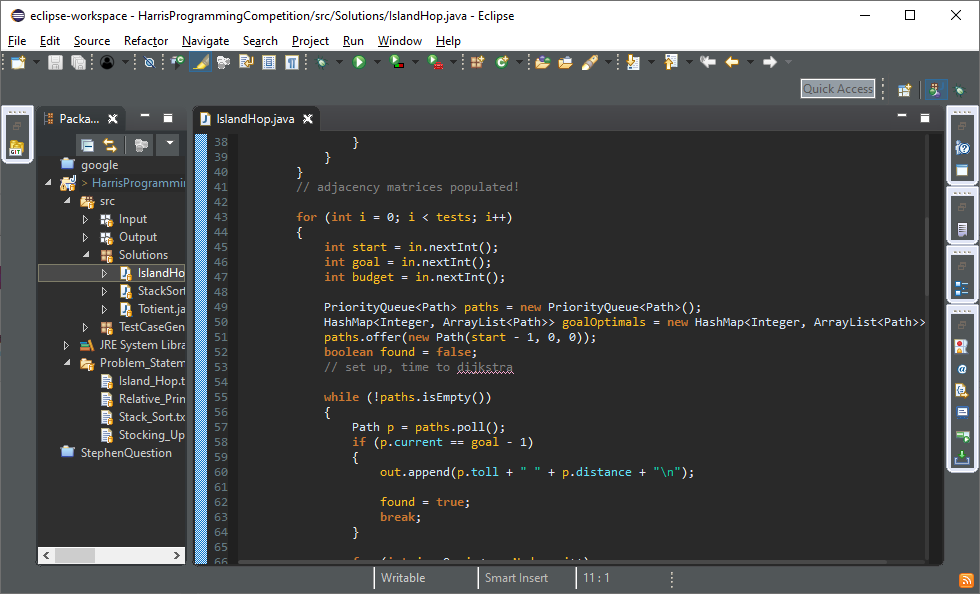 eclipse-workspace - HarrisProgrammingCompetition/src/Solutions/IslandHop.java - Eclipse
File Edit Source Refactor Navigate Search Project Run Window Help
Quick Access
Packa...
IslandHop.java
google
> HarrisProgrammi
src
Input
Output
Solutions
IslandHo
StackSort
Totient.ja
TestCaseGen
JRE System Libra
Problem_Statem
Island_Hop.t
Relative_Prin
Stack_Sort.tx
Stocking_Up
StephenQuestion
GIT
38 }
39 }
40 }
41 // adjacency matrices populated!
42
43 for (int i = 0; i < tests; i++)
44 {
45 int start = in.nextInt();
46 int goal = in.nextInt();
47 int budget = in.nextInt();
48
49 PriorityQueue<Path> paths = new PriorityQueue<Path>();
50 HashMap<Integer, ArrayList<Path>> goalOptimals = new HashMap<Integer, ArrayList<Path>>
51 paths.offer(new Path(start - 1, 0, 0));
52 boolean found = false;
53 // set up, time to dijkstra
54
55 while (!paths.isEmpty())
56 {
57 Path p = paths.poll();
58 if (p.current == goal - 1)
59 {
60 out.append(p.toll + " " + p.distance + "\n");
61
62 found = true;
63 break;
64 }
65
66
Writable Smart Insert 11 : 1